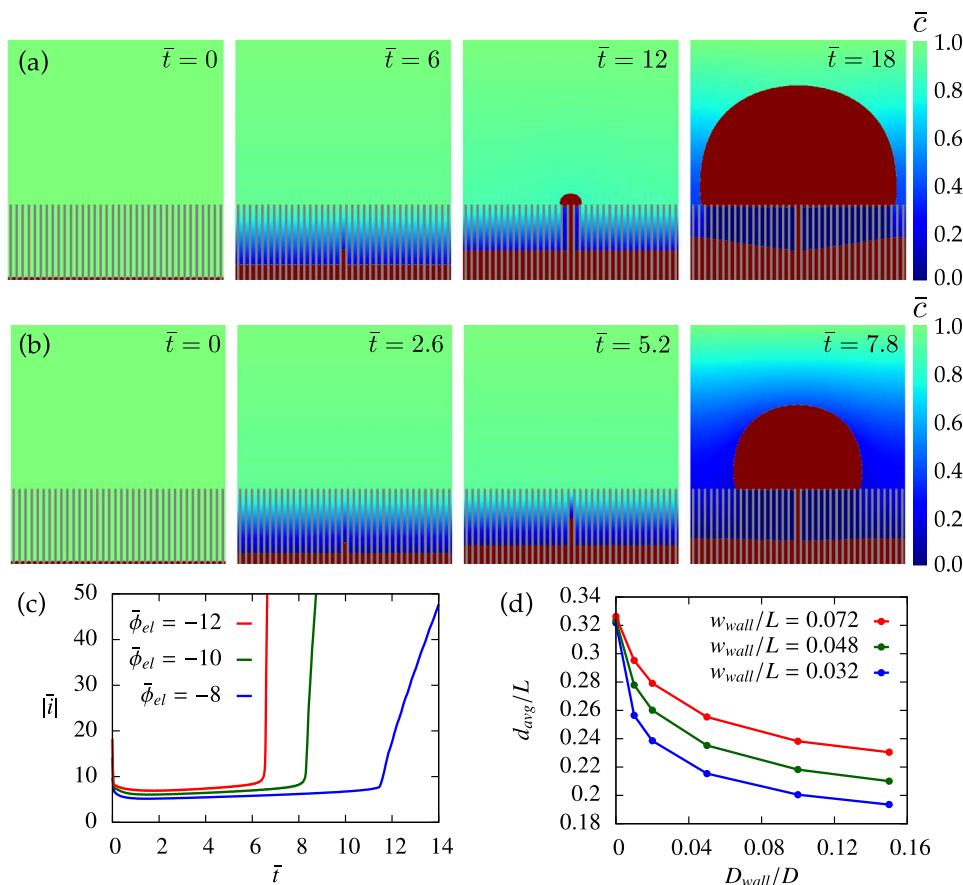 (a) t̄ = 0 t̄ = 6 t̄ = 12 t̄ = 18 c̄
1.0
0.8
0.6
0.4
0.2
0.0
(b) t̄ = 0 t̄ = 2.6 t̄ = 5.2 t̄ = 7.8 c̄
1.0
0.8
0.6
0.4
0.2
0.0
(c)
50
40
30
20
10
0
|ī|
ϕ̄el = −12
ϕ̄el = −10
ϕ̄el = −8
0 2 4 6 8 10 12 14
t̄
(d)
0.34
0.32
0.3
0.28
0.26
0.24
0.22
0.2
0.18
davg/L
wwall/L = 0.072
wwall/L = 0.048
wwall/L = 0.032
0 0.04 0.08 0.12 0.16
Dwall/D